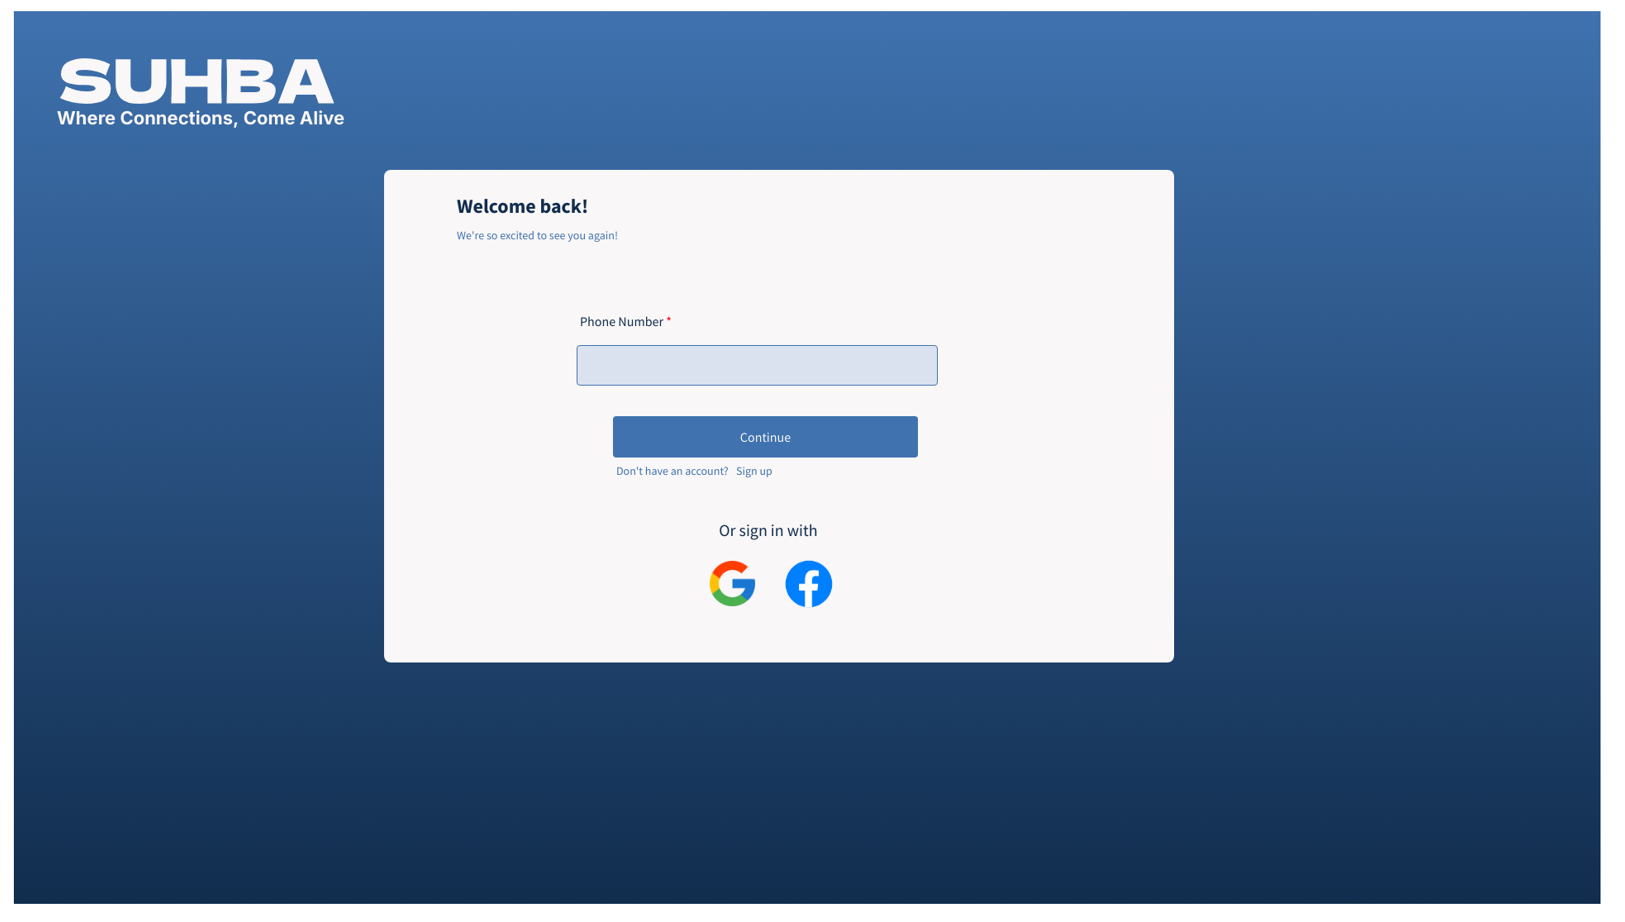 SUHBA
Where Connections, Come Alive
Welcome back!
We're so excited to see you again!
Phone Number *
Continue
Don't have an account? Sign up
Or sign in with